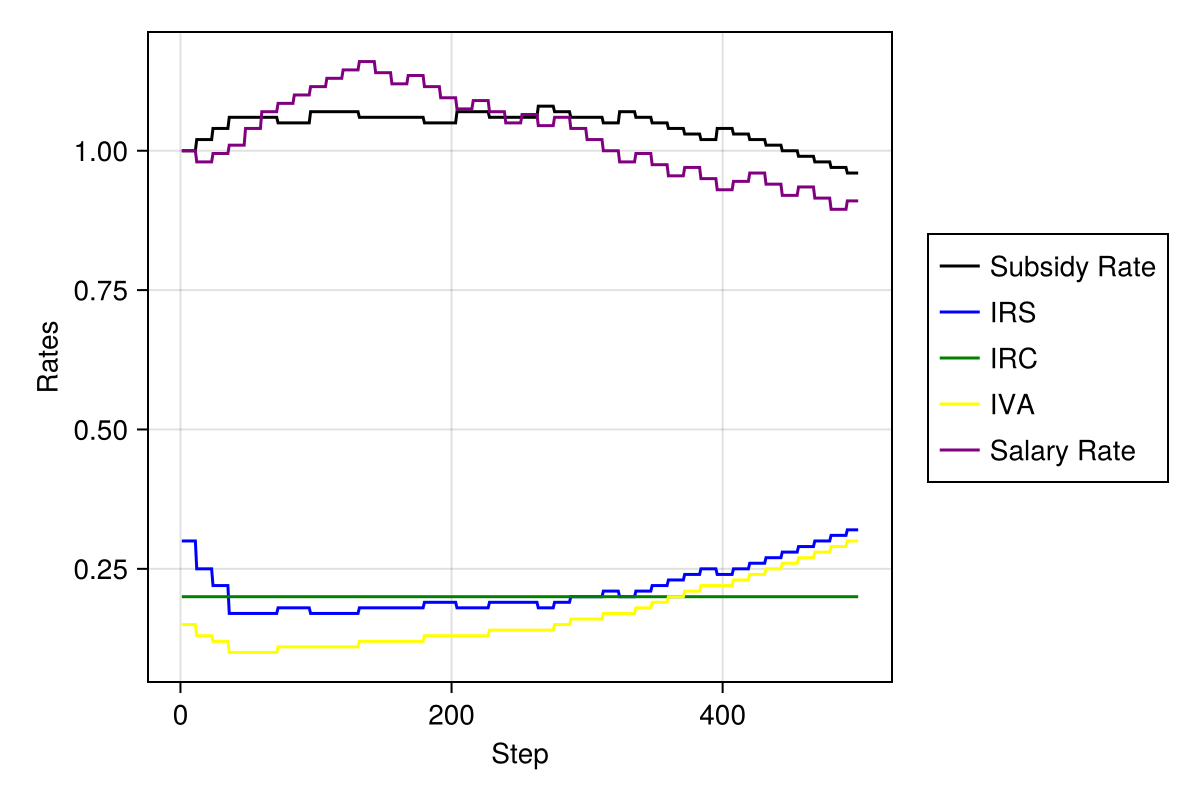 1.00
0.75
0.50
0.25
Rates
0 200 400
Step
Subsidy Rate
IRS
IRC
IVA
Salary Rate